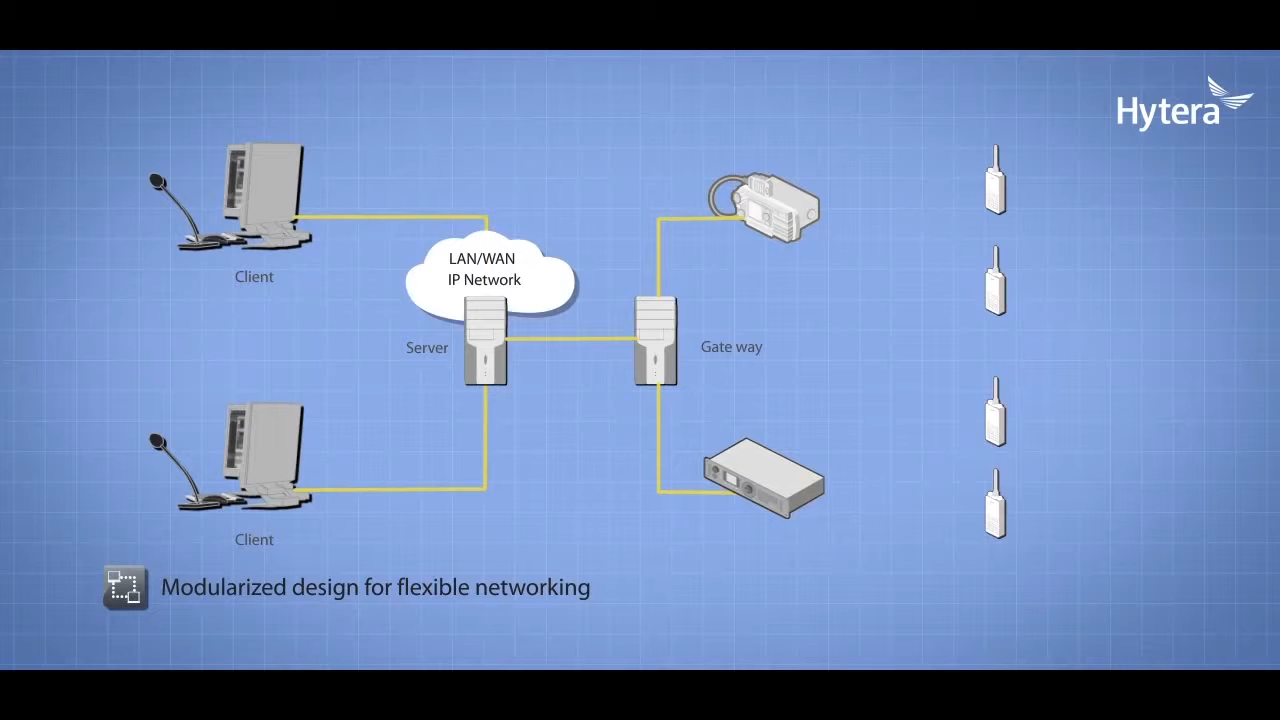 Hytera
Client
LAN/WAN
IP Network
Server
Gate way
Client
Modularized design for flexible networking